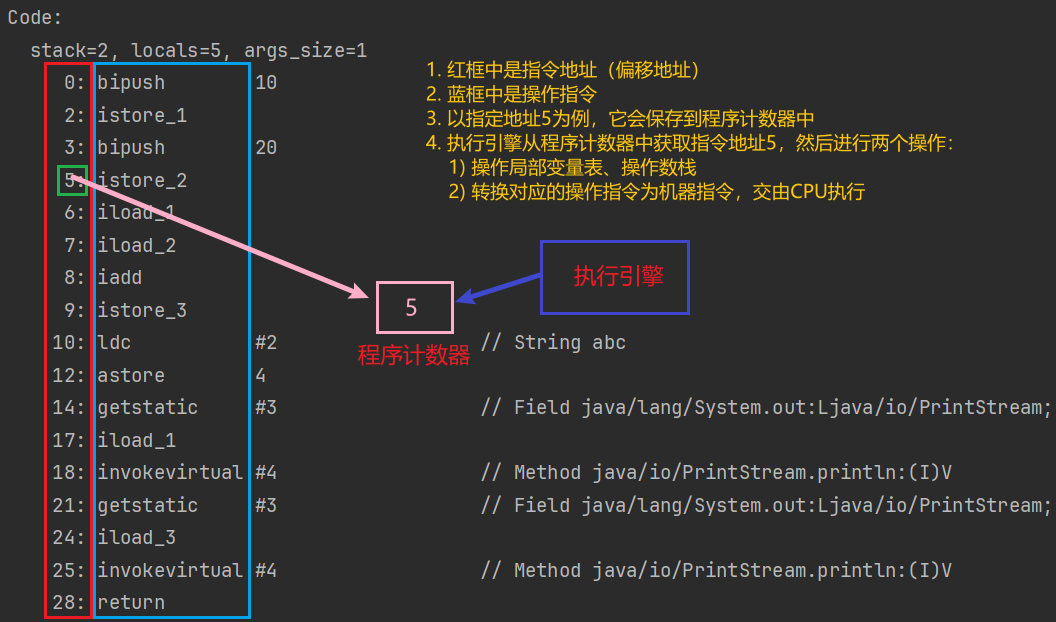 Code:
stack=2, locals=5, args_size=1
0: bipush 10
2: istore_1
3: bipush 20
5: istore_2
6: iload_1
7: iload_2
8: iadd
9: istore_3
10: ldc #2 // String abc
12: astore 4
14: getstatic #3 // Field java/lang/System.out:Ljava/io/PrintStream;
17: iload_1
18: invokevirtual #4 // Method java/io/PrintStream.println:(I)V
21: getstatic #3 // Field java/lang/System.out:Ljava/io/PrintStream;
24: iload_3
25: invokevirtual #4 // Method java/io/PrintStream.println:(I)V
28: return
1. 红框中是指令地址（偏移地址）
2. 蓝框中是操作指令
3. 以指定地址5为例，它会保存到程序计数器中
4. 执行引擎从程序计数器中获取指令地址5，然后进行两个操作：
1) 操作局部变量表、操作数栈
2) 转换对应的操作指令为机器指令，交由CPU执行
执行引擎
5
程序计数器